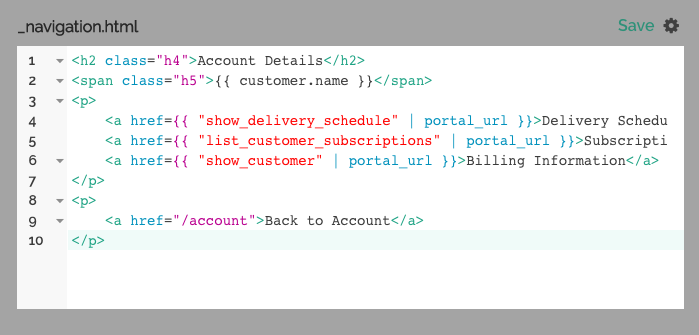 _navigation.html
Save
1 <h2 class="h4">Account Details</h2>
2 <span class="h5">{{ customer.name }}</span>
3 <p>
4     <a href={{ "show_delivery_schedule" | portal_url }}>Delivery Schedu
5     <a href={{ "list_customer_subscriptions" | portal_url }}>Subscripti
6     <a href={{ "show_customer" | portal_url }}>Billing Information</a>
7 </p>
8 <p>
9     <a href="/account">Back to Account</a>
10 </p>